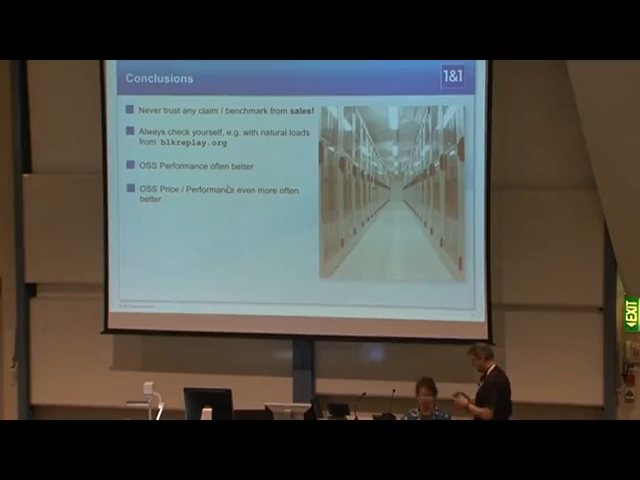 Conclusions
1&1
Never trust any claim / benchmark from sales!
Always check yourself, e.g. with natural loads
from blkreplay.org
OSS Performance often better
OSS Price / Performance even more often
better
EXIT